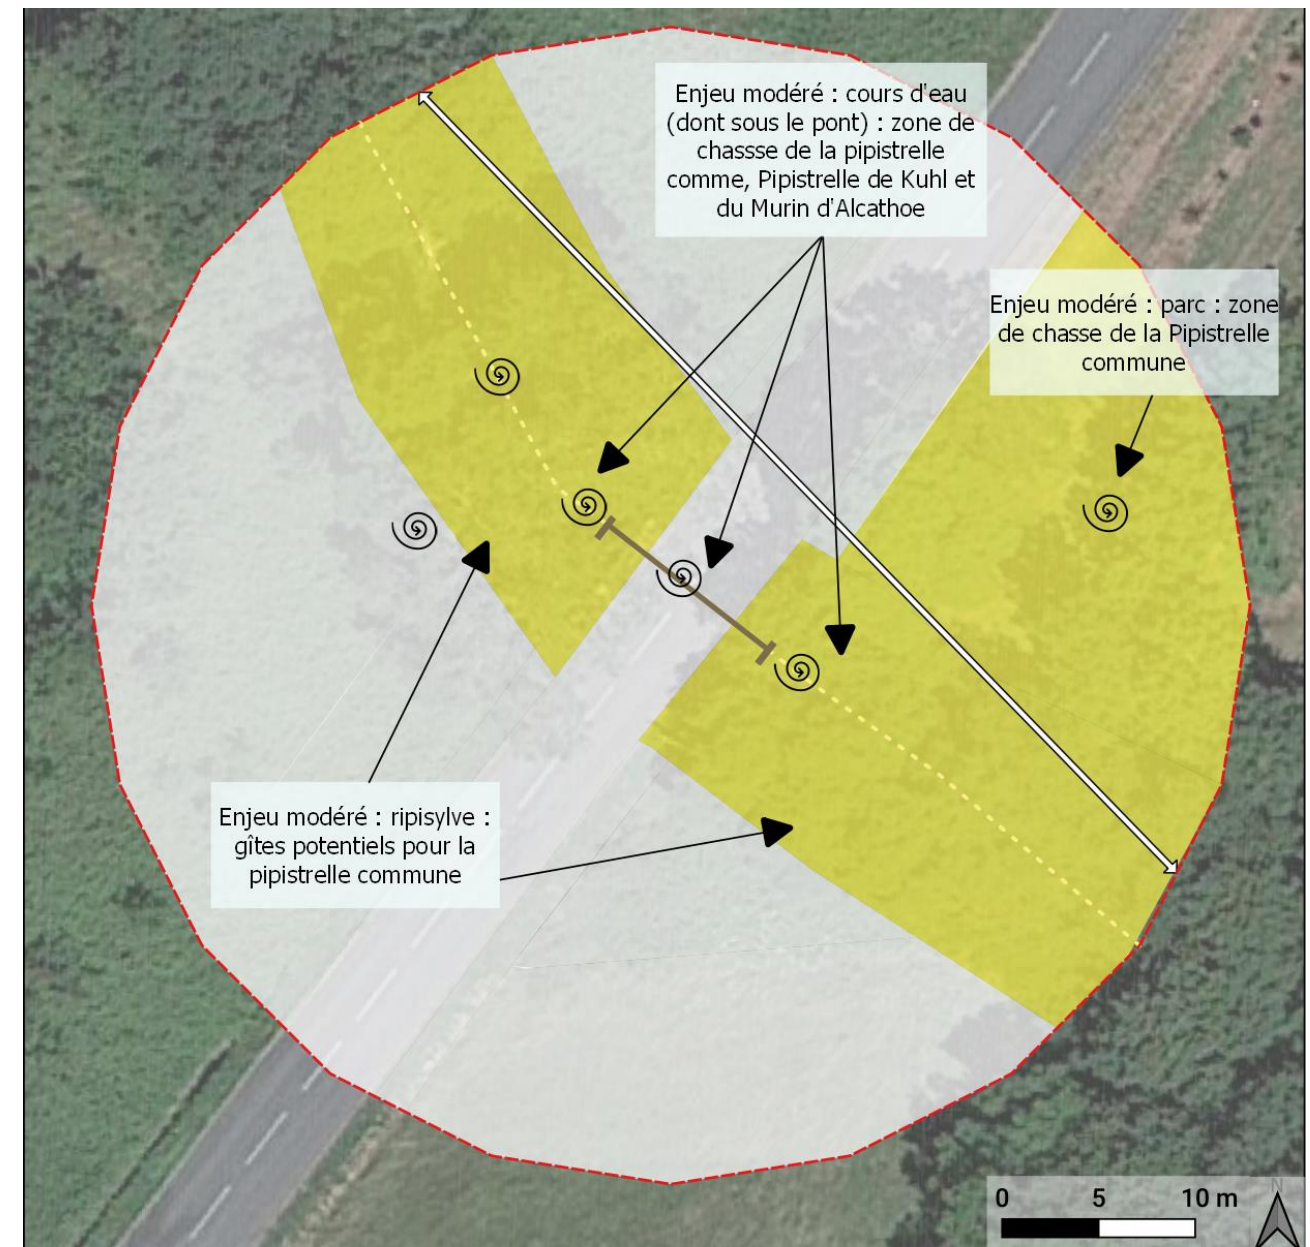 Enjeu modéré : cours d'eau
(dont sous le pont) : zone de
chassse de la pipistrelle
comme, Pipistrelle de Kuhl et
du Murin d'Alcathoe
Enjeu modéré : parc : zone
de chasse de la Pipistrelle
commune
Enjeu modéré : ripisylve :
gîtes potentiels pour la
pipistrelle commune
0 5 10 m
N